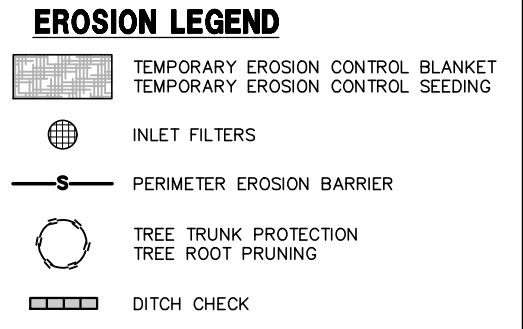 EROSION LEGEND
TEMPORARY EROSION CONTROL BLANKET
TEMPORARY EROSION CONTROL SEEDING
INLET FILTERS
S PERIMETER EROSION BARRIER
TREE TRUNK PROTECTION
TREE ROOT PRUNING
DITCH CHECK